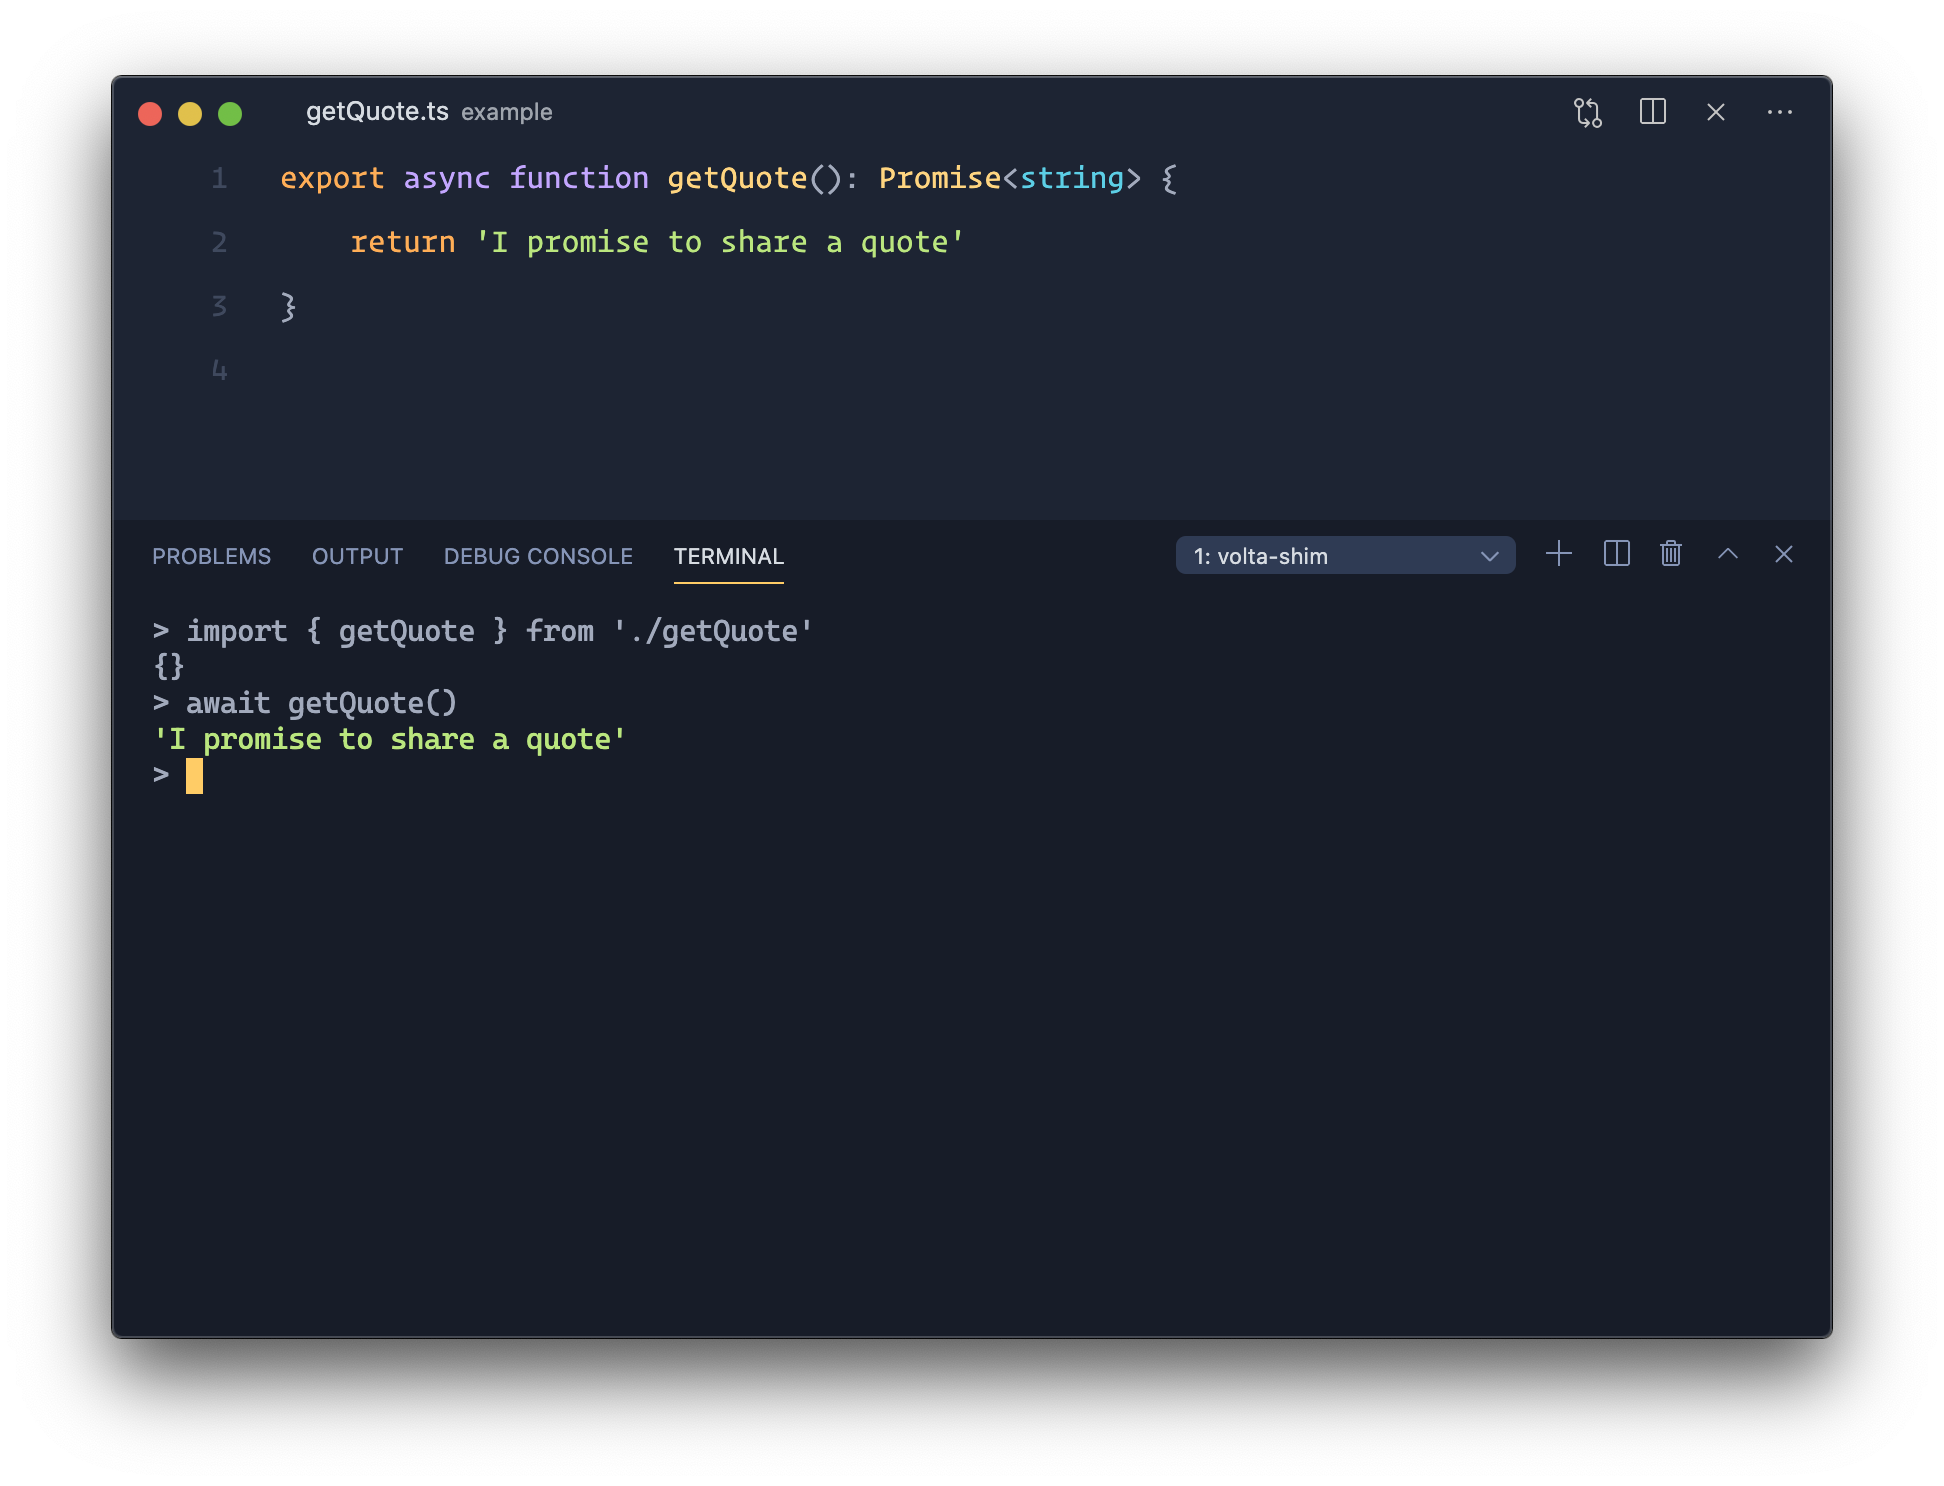 getQuote.ts example
1 export async function getQuote(): Promise<string> {
2     return 'I promise to share a quote'
3 }
4
PROBLEMS OUTPUT DEBUG CONSOLE TERMINAL 1: volta-shim
> import { getQuote } from './getQuote'
{}
> await getQuote()
'I promise to share a quote'
>